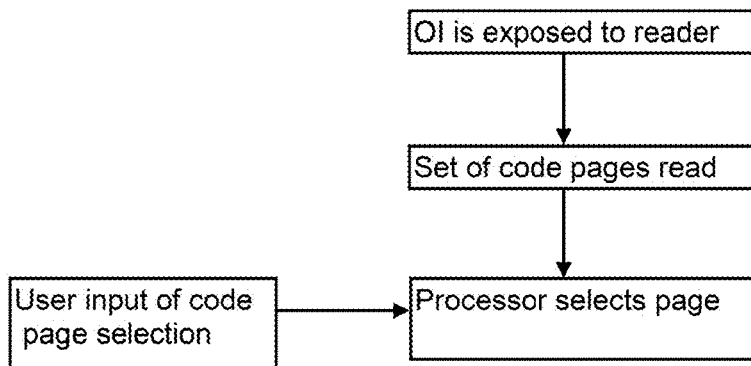 OI is exposed to reader
Set of code pages read
User input of code
page selection
Processor selects page